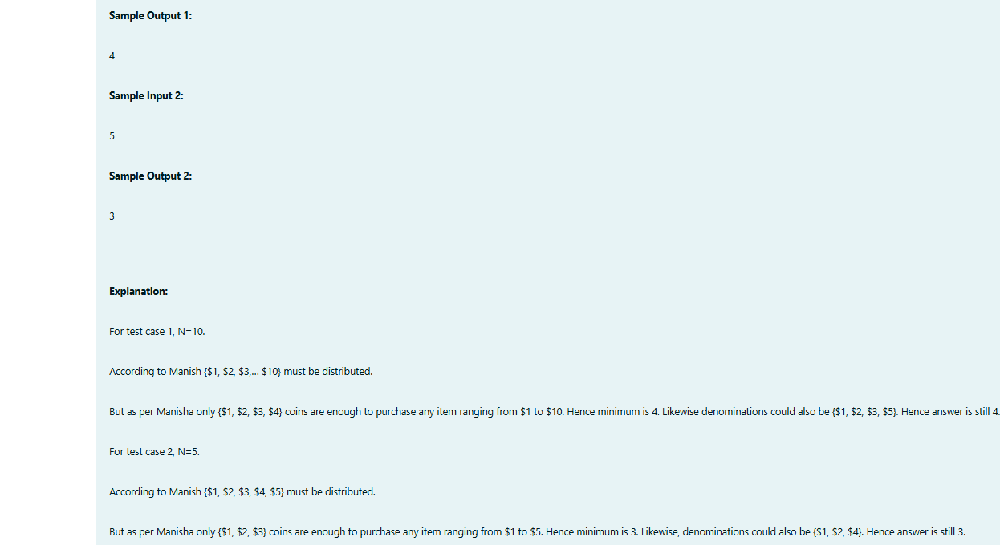 Sample Output 1:
4
Sample Input 2:
5
Sample Output 2:
3
Explanation:
For test case 1, N=10.
According to Manish {$1, $2, $3,... $10} must be distributed.
But as per Manisha only {$1, $2, $3, $4} coins are enough to purchase any item ranging from $1 to $10. Hence minimum is 4. Likewise denominations could also be {$1, $2, $3, $5}. Hence answer is still 4.
For test case 2, N=5.
According to Manish {$1, $2, $3, $4, $5} must be distributed.
But as per Manisha only {$1, $2, $3} coins are enough to purchase any item ranging from $1 to $5. Hence minimum is 3. Likewise, denominations could also be {$1, $2, $4}. Hence answer is still 3.